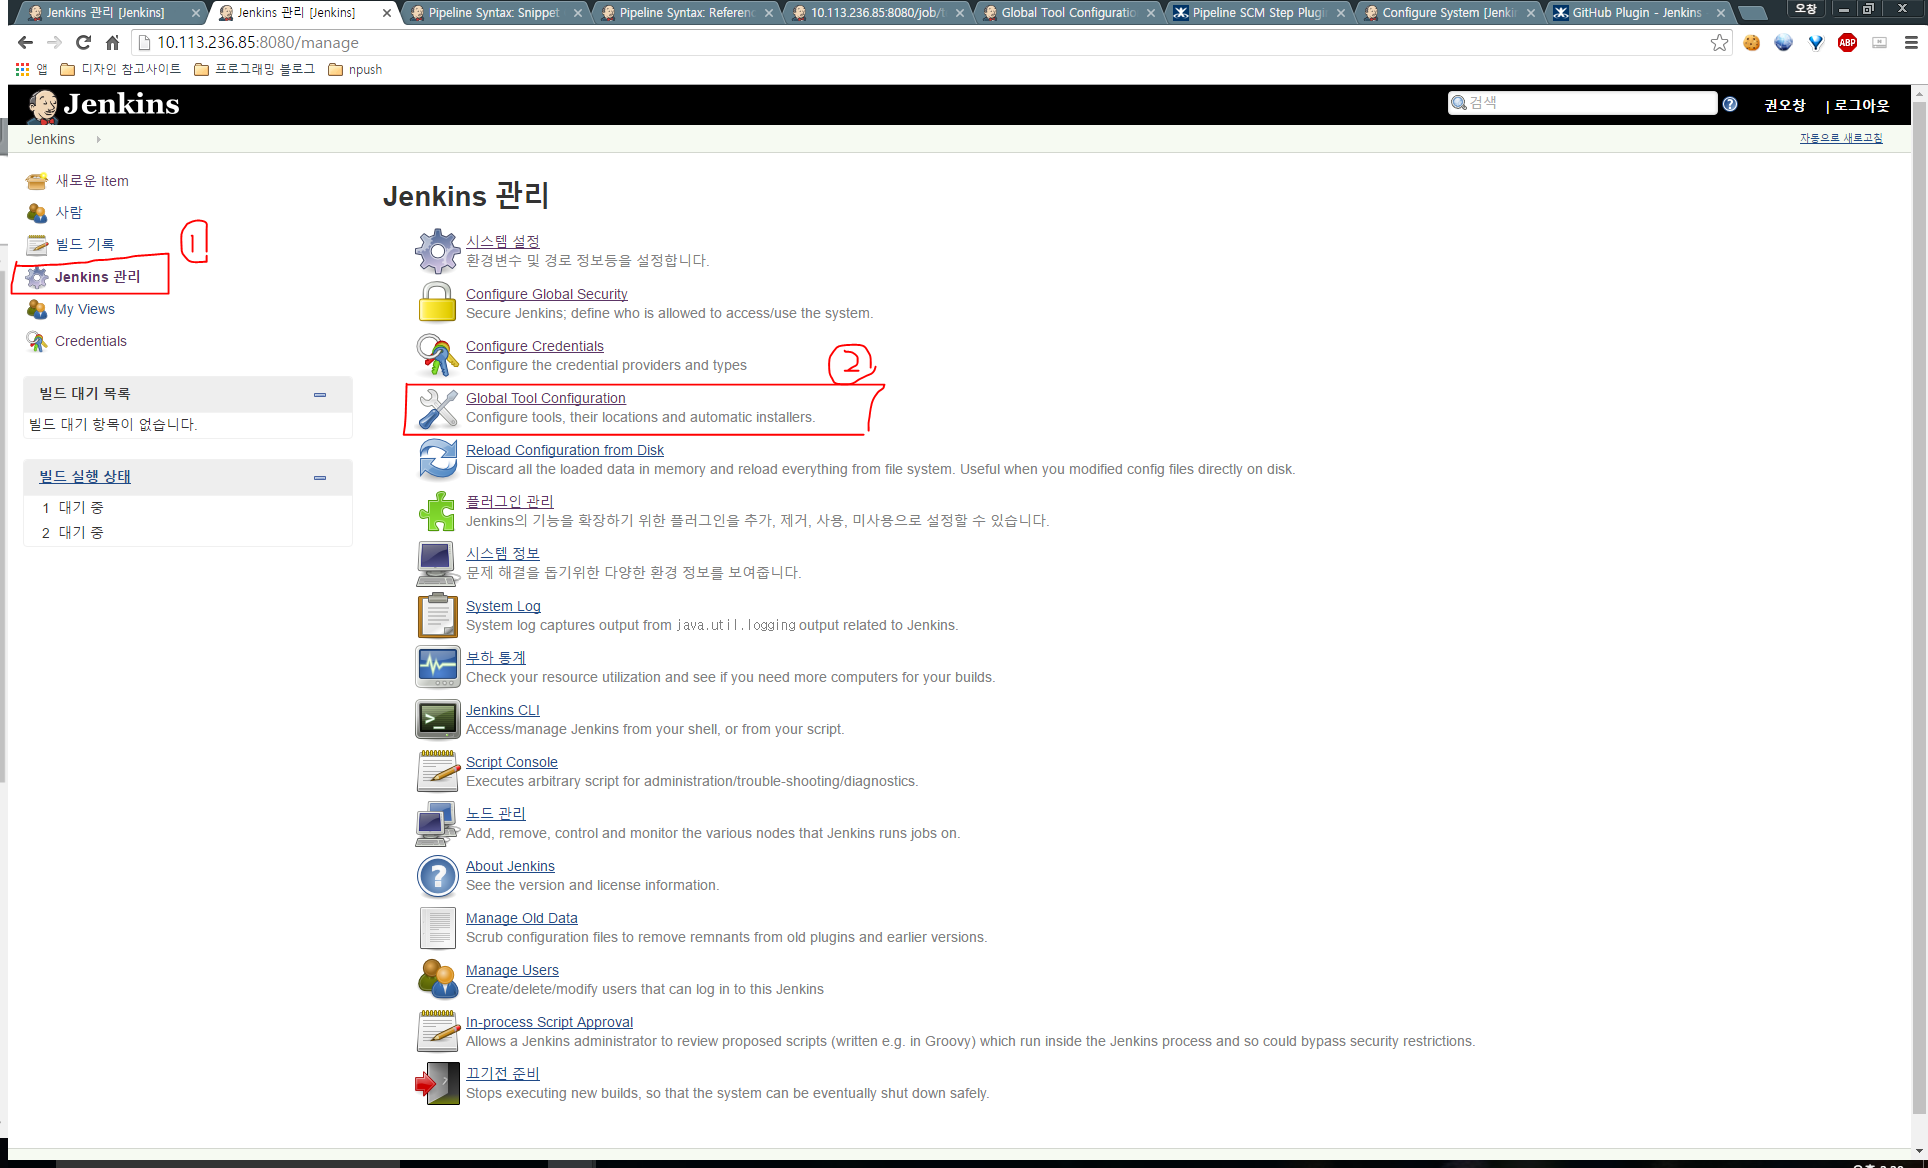 Jenkins 관리 [Jenkins]
Jenkins 관리 [Jenkins]
Pipeline Syntax: Snippet
Pipeline Syntax: Referenc
10.113.236.85:8080/job/t
Global Tool Configuratio
Pipeline SCM Step Plugi
Configure System [Jenkin
GitHub Plugin - Jenkins
오창
10.113.236.85:8080/manage
ABP
앱
디자인 참고사이트
프로그래밍 블로그
npush
Jenkins
검색
권오창
| 로그아웃
Jenkins
자동으로 새로고침
새로운 Item
사람
빌드 기록
1
Jenkins 관리
My Views
Credentials
빌드 대기 목록
빌드 대기 항목이 없습니다.
빌드 실행 상태
1 대기 중
2 대기 중
Jenkins 관리
시스템 설정
환경변수 및 경로 정보등을 설정합니다.
Configure Global Security
Secure Jenkins; define who is allowed to access/use the system.
Configure Credentials
Configure the credential providers and types
2
Global Tool Configuration
Configure tools, their locations and automatic installers.
Reload Configuration from Disk
Discard all the loaded data in memory and reload everything from file system. Useful when you modified config files directly on disk.
플러그인 관리
Jenkins의 기능을 확장하기 위한 플러그인을 추가, 제거, 사용, 미사용으로 설정할 수 있습니다.
시스템 정보
문제 해결을 돕기위한 다양한 환경 정보를 보여줍니다.
System Log
System log captures output from java.util.logging output related to Jenkins.
부하 통계
Check your resource utilization and see if you need more computers for your builds.
Jenkins CLI
Access/manage Jenkins from your shell, or from your script.
Script Console
Executes arbitrary script for administration/trouble-shooting/diagnostics.
노드 관리
Add, remove, control and monitor the various nodes that Jenkins runs jobs on.
About Jenkins
See the version and license information.
Manage Old Data
Scrub configuration files to remove remnants from old plugins and earlier versions.
Manage Users
Create/delete/modify users that can log in to this Jenkins
In-process Script Approval
Allows a Jenkins administrator to review proposed scripts (written e.g. in Groovy) which run inside the Jenkins process and so could bypass security restrictions.
끄기전 준비
Stops executing new builds, so that the system can be eventually shut down safely.